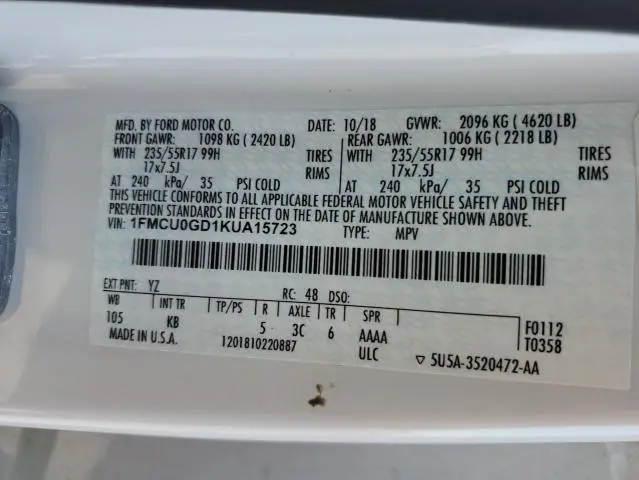 MFD. BY FORD MOTOR CO. DATE: 10/18 GVWR: 2096 KG ( 4620 LB)
FRONT GAWR: 1098 KG ( 2420 LB) REAR GAWR: 1006 KG ( 2218 LB)
WITH 235/55R17 99H TIRES WITH 235/55R17 99H TIRES
17x7.5J RIMS 17x7.5J RIMS
AT 240 kPa/ 35 PSI COLD AT 240 kPa/ 35 PSI COLD
THIS VEHICLE CONFORMS TO ALL APPLICABLE FEDERAL MOTOR VEHICLE SAFETY AND THEFT
PREVENTION STANDARDS IN EFFECT ON THE DATE OF MANUFACTURE SHOWN ABOVE.
VIN: 1FMCU0GD1KUA15723 TYPE: MPV
EXT PNT: YZ RC: 48 DSO:
WB INT TR TP/PS R AXLE TR SPR
105 KB 5 3C 6 AAAA F0112
MADE IN U.S.A. 1201810220887 ULC T0358
▽ 5U5A-3520472-AA